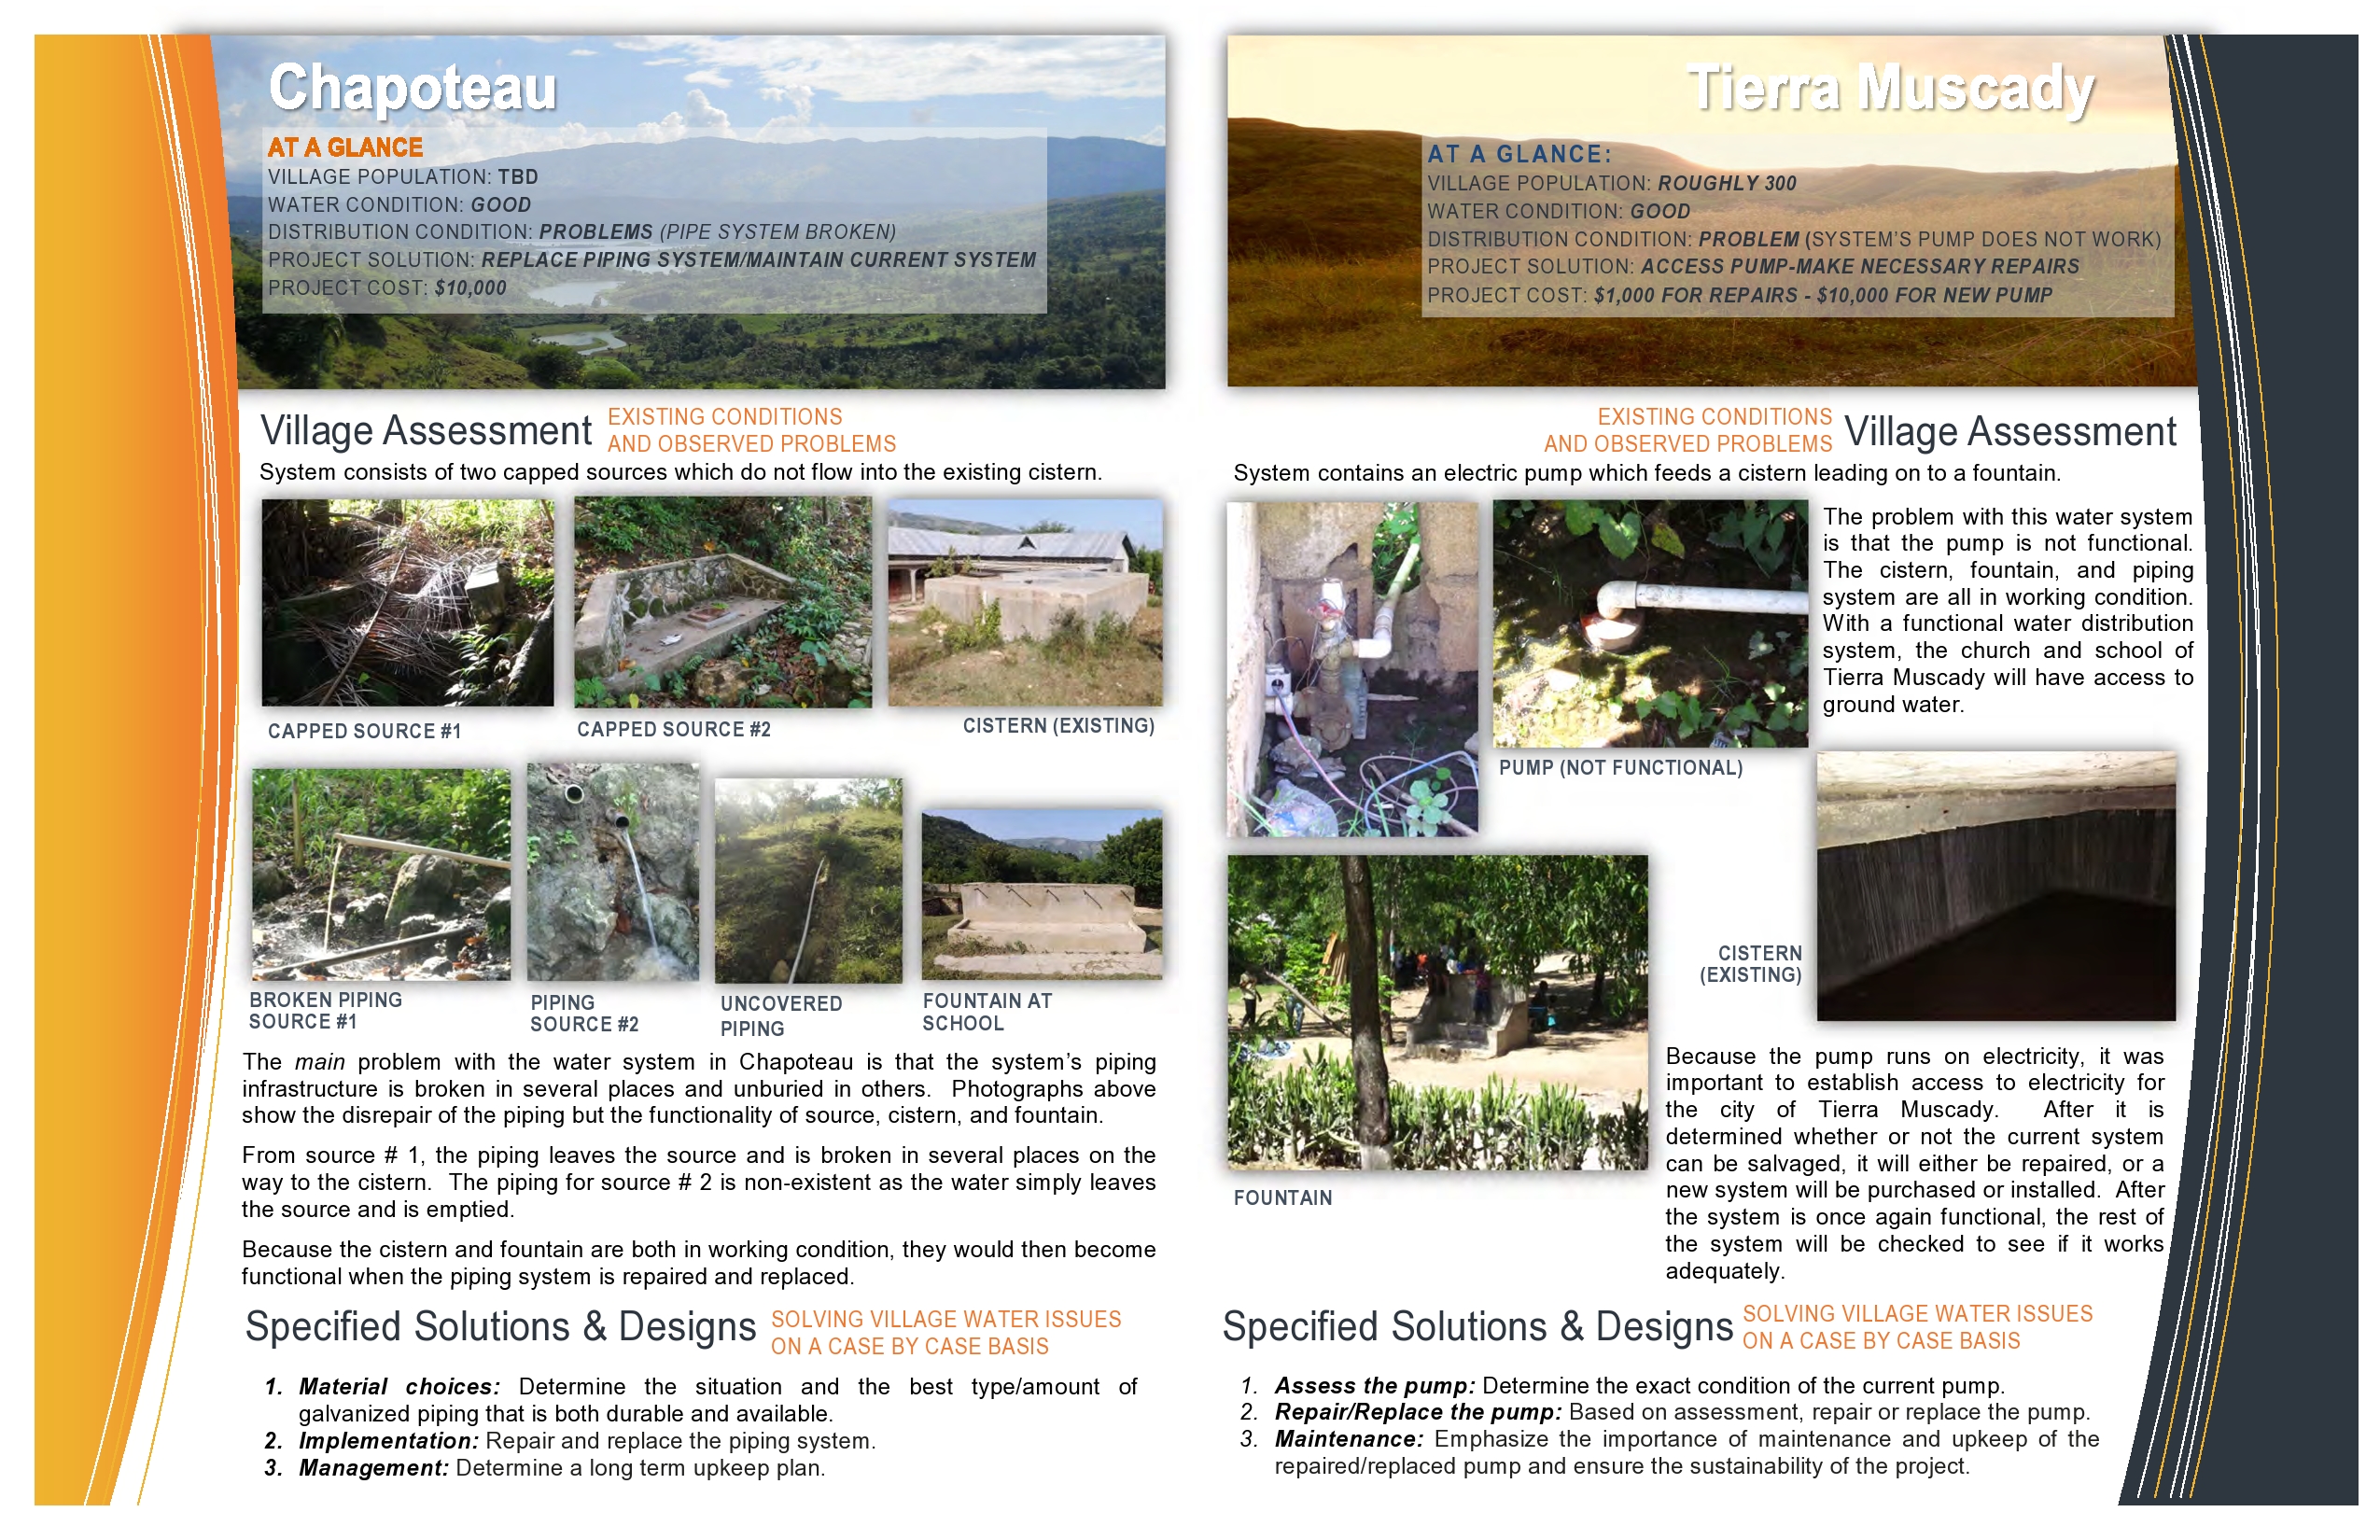 Chapoteau
AT A GLANCE
VILLAGE POPULATION: TBD
WATER CONDITION: GOOD
DISTRIBUTION CONDITION: PROBLEMS (PIPE SYSTEM BROKEN)
PROJECT SOLUTION: REPLACE PIPING SYSTEM/MAINTAIN CURRENT SYSTEM
PROJECT COST: $10,000
Village Assessment
EXISTING CONDITIONS
AND OBSERVED PROBLEMS
System consists of two capped sources which do not flow into the existing cistern.
CAPPED SOURCE #1
CAPPED SOURCE #2
CISTERN (EXISTING)
BROKEN PIPING
SOURCE #1
PIPING
SOURCE #2
UNCOVERED
PIPING
FOUNTAIN AT
SCHOOL
The main problem with the water system in Chapoteau is that the system's piping
infrastructure is broken in several places and unburied in others. Photographs above
show the disrepair of the piping but the functionality of source, cistern, and fountain.
From source # 1, the piping leaves the source and is broken in several places on the
way to the cistern. The piping for source # 2 is non-existent as the water simply leaves
the source and is emptied.
Because the cistern and fountain are both in working condition, they would then become
functional when the piping system is repaired and replaced.
Specified Solutions & Designs
SOLVING VILLAGE WATER ISSUES
ON A CASE BY CASE BASIS
1. Material choices: Determine the situation and the best type/amount of
galvanized piping that is both durable and available.
2. Implementation: Repair and replace the piping system.
3. Management: Determine a long term upkeep plan.
Tierra Muscady
AT A GLANCE:
VILLAGE POPULATION: ROUGHLY 300
WATER CONDITION: GOOD
DISTRIBUTION CONDITION: PROBLEM (SYSTEM'S PUMP DOES NOT WORK)
PROJECT SOLUTION: ACCESS PUMP-MAKE NECESSARY REPAIRS
PROJECT COST: $1,000 FOR REPAIRS - $10,000 FOR NEW PUMP
EXISTING CONDITIONS
AND OBSERVED PROBLEMS
Village Assessment
System contains an electric pump which feeds a cistern leading on to a fountain.
The problem with this water system
is that the pump is not functional.
The cistern, fountain, and piping
system are all in working condition.
With a functional water distribution
system, the church and school of
Tierra Muscady will have access to
ground water.
PUMP (NOT FUNCTIONAL)
CISTERN
(EXISTING)
FOUNTAIN
Because the pump runs on electricity, it was
important to establish access to electricity for
the city of Tierra Muscady. After it is
determined whether or not the current system
can be salvaged, it will either be repaired, or a
new system will be purchased or installed. After
the system is once again functional, the rest of
the system will be checked to see if it works
adequately.
Specified Solutions & Designs
SOLVING VILLAGE WATER ISSUES
ON A CASE BY CASE BASIS
1. Assess the pump: Determine the exact condition of the current pump.
2. Repair/Replace the pump: Based on assessment, repair or replace the pump.
3. Maintenance: Emphasize the importance of maintenance and upkeep of the
repaired/replaced pump and ensure the sustainability of the project.